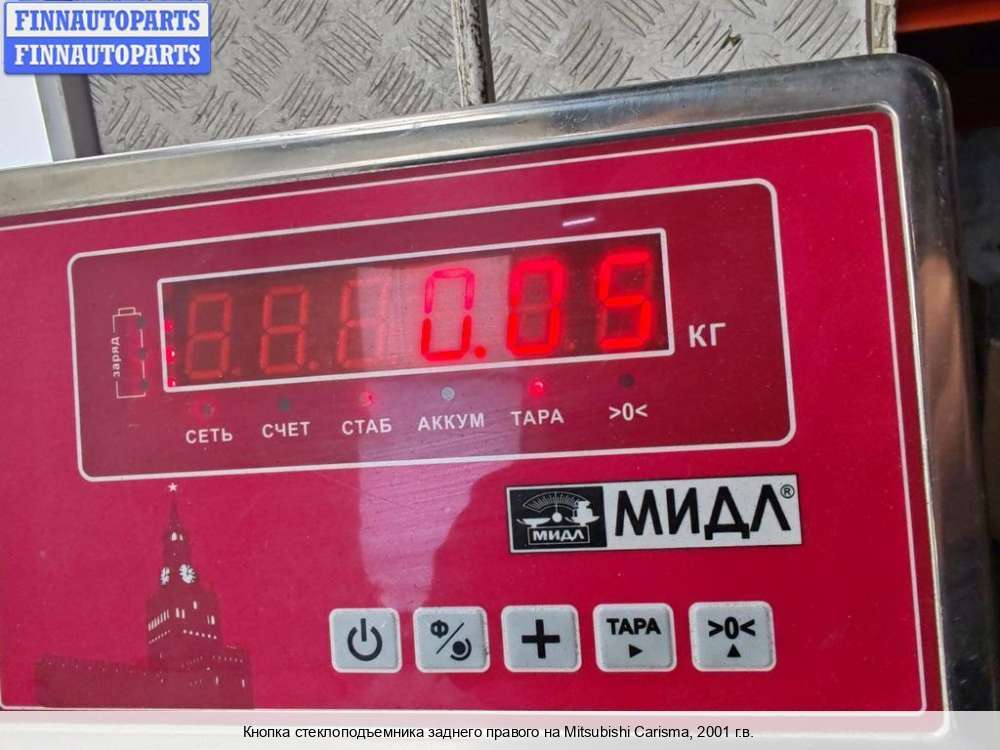 FINNAUTOPARTS
FINNAUTOPARTS
0.05
КГ
заряд
СЕТЬ СЧЕТ СТАБ АККУМ ТАРА >0<
МИДЛ
МИДЛ®
Ф
+
ТАРА
>0<
Кнопка стеклоподъемника заднего правого на Mitsubishi Carisma, 2001 г.в.